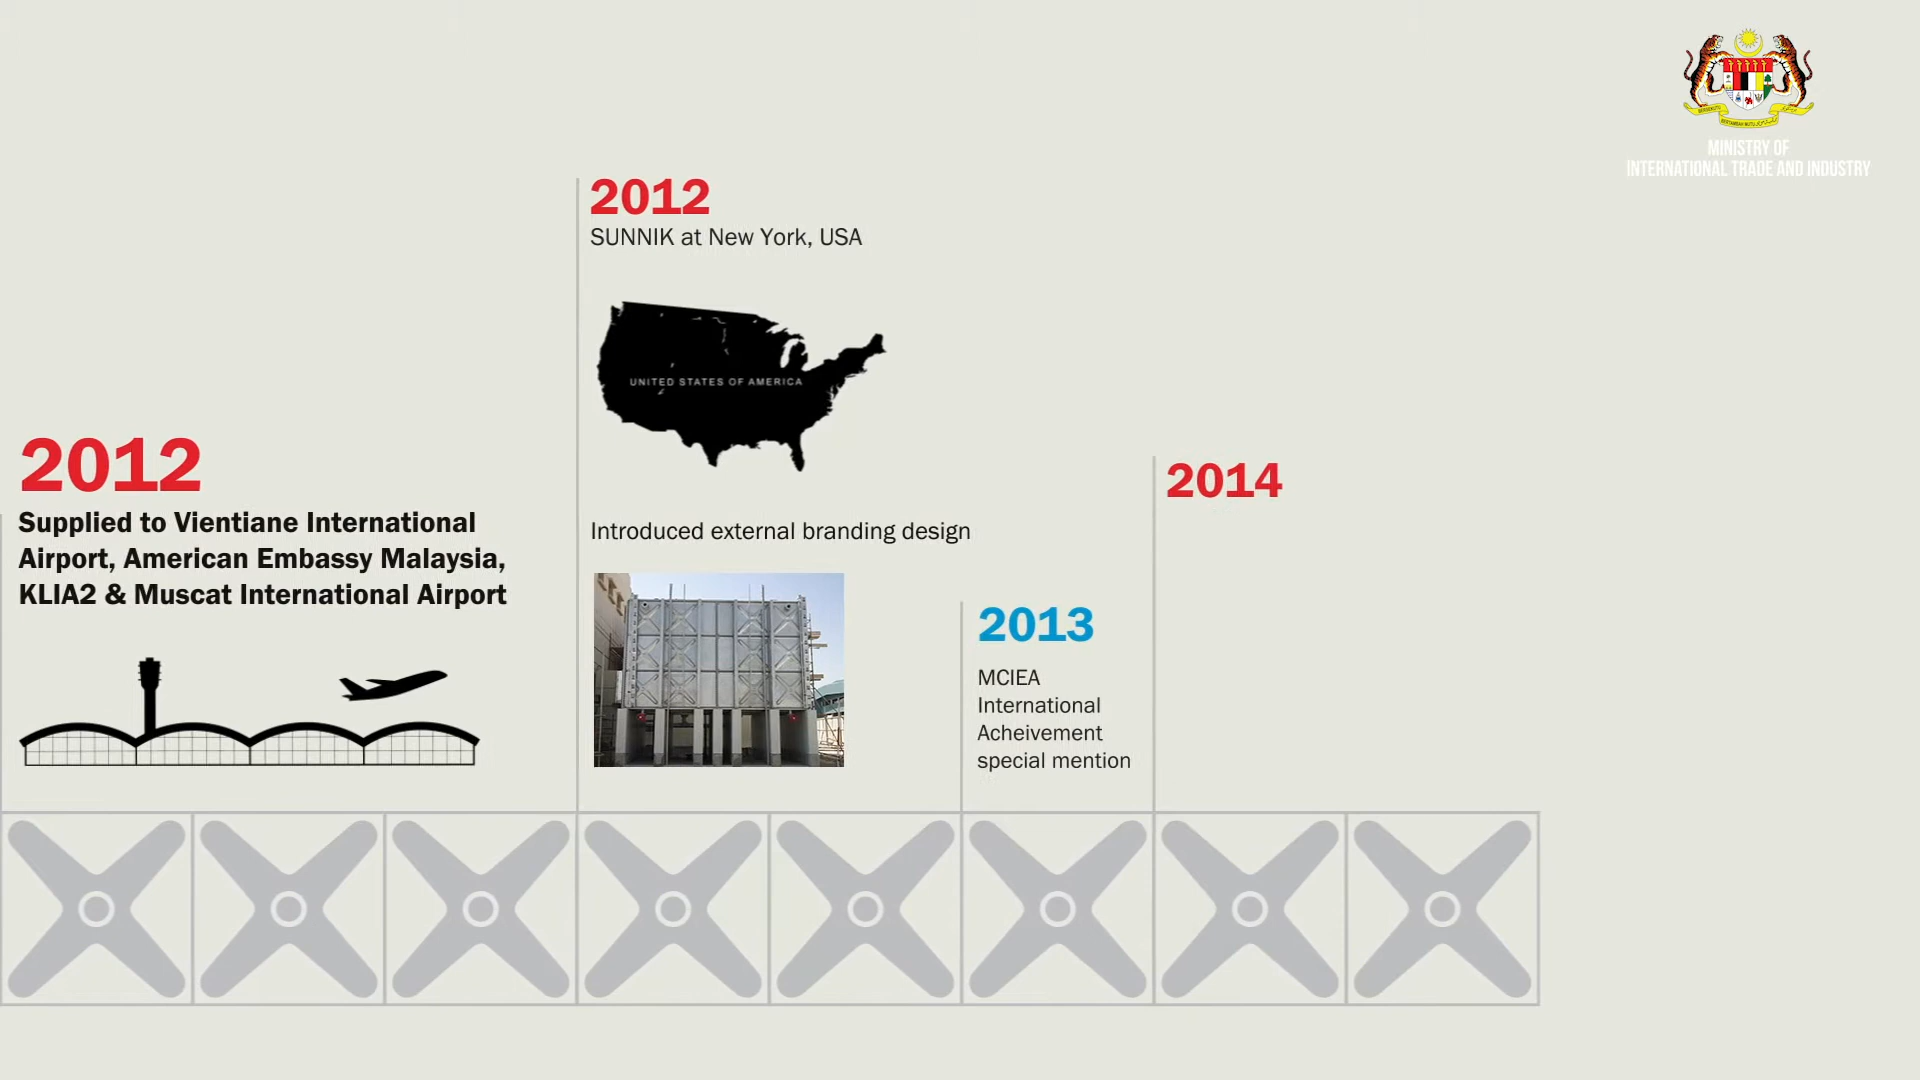 MINISTRY OF
INTERNATIONAL TRADE AND INDUSTRY
2012
SUNNIK at New York, USA
UNITED STATES OF AMERICA
2012
Supplied to Vientiane International
Airport, American Embassy Malaysia,
KLIA2 & Muscat International Airport
Introduced external branding design
2013
MCIEA
International
Acheivement
special mention
2014